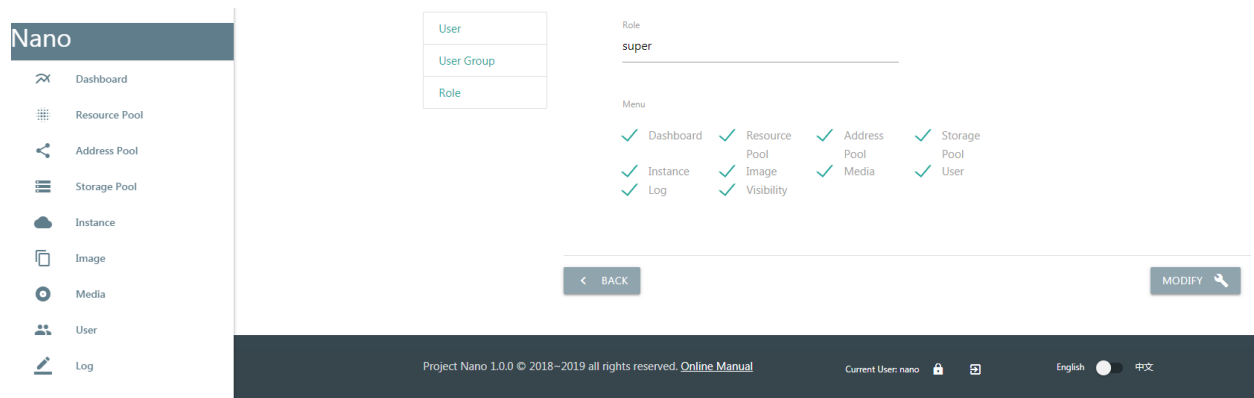 Nano
Dashboard
Resource Pool
Address Pool
Storage Pool
Instance
Image
Media
User
Log
User
User Group
Role
Role
super
Menu
Dashboard Resource Address Storage
Pool Pool Pool
Instance Image Media User
Log Visibility
BACK MODIFY
Project Nano 1.0.0 © 2018~2019 all rights reserved. Online Manual Current User: nano English 中文